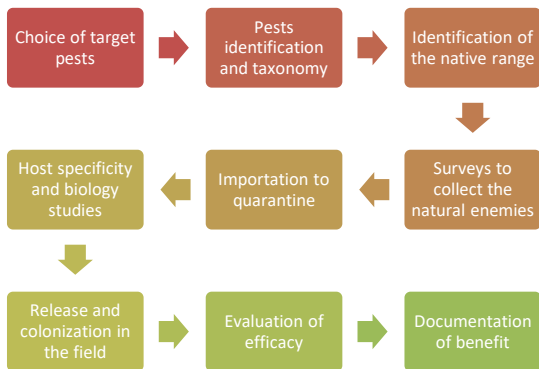 Choice of target
pests
Pests
identification
and taxonomy
Identification of
the native range
Surveys to
collect the
natural enemies
Importation to
quarantine
Host specificity
and biology
studies
Release and
colonization in
the field
Evaluation of
efficacy
Documentation
of benefit